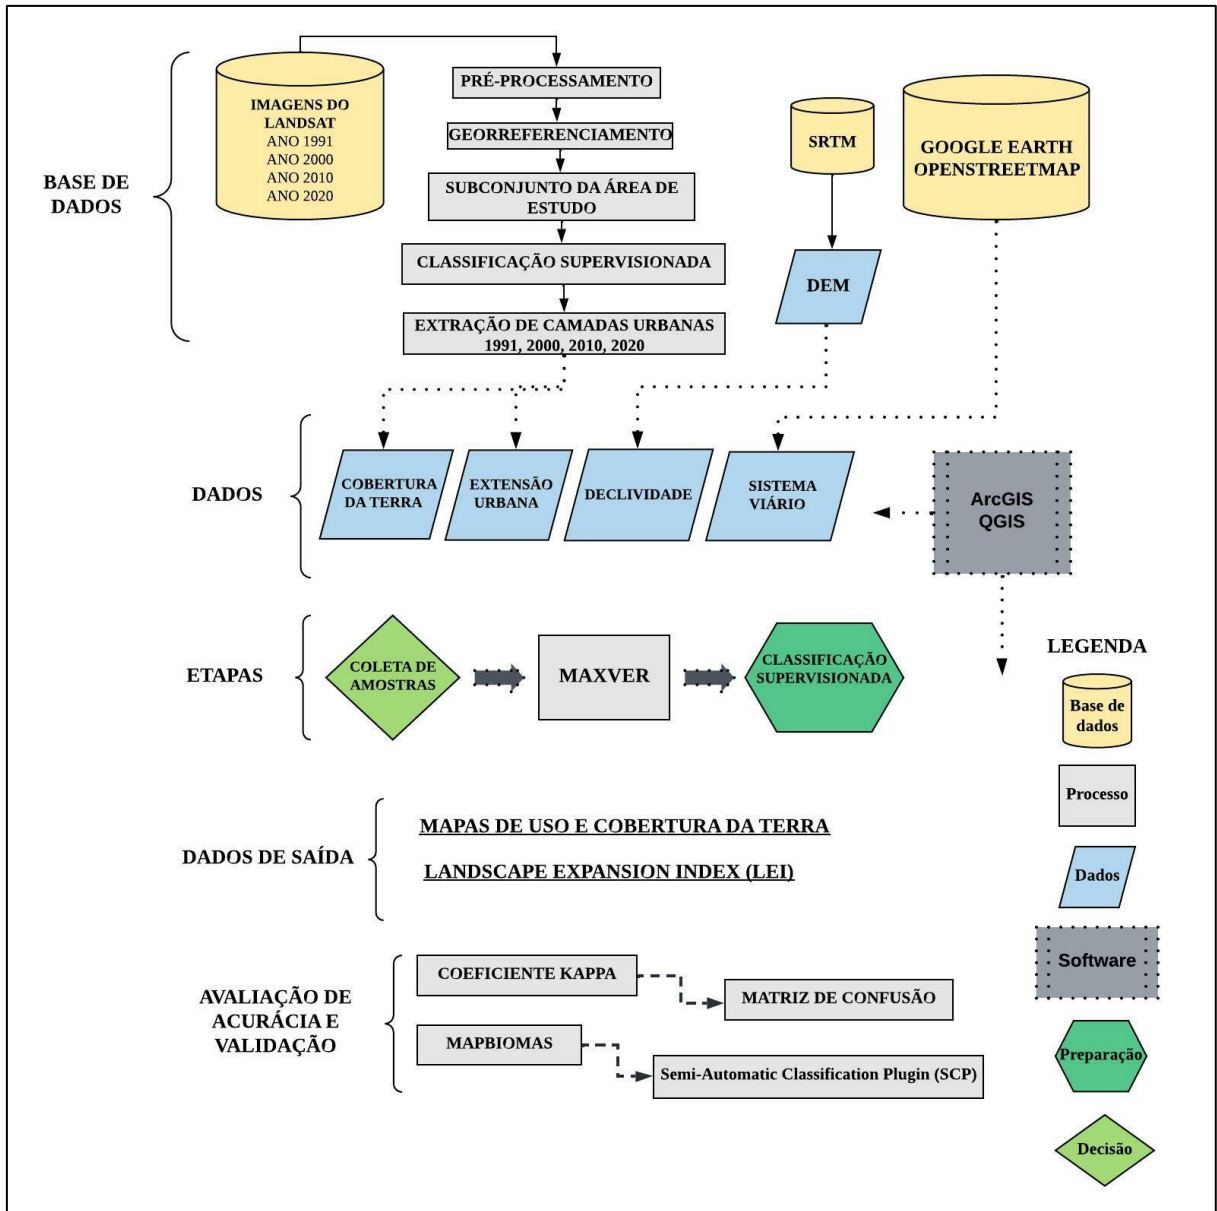 BASE DE
DADOS
IMAGENS DO
LANDSAT
ANO 1991
ANO 2000
ANO 2010
ANO 2020
PRÉ-PROCESSAMENTO
GEORREFERENCIAMENTO
SUBCONJUNTO DA ÁREA DE
ESTUDO
CLASSIFICAÇÃO SUPERVISIONADA
EXTRAÇÃO DE CAMADAS URBANAS
1991, 2000, 2010, 2020
SRTM
DEM
GOOGLE EARTH
OPENSTREETMAP
DADOS
COBERTURA
DA TERRA
EXTENSÃO
URBANA
DECLIVIDADE
SISTEMA
VIÁRIO
ArcGIS
QGIS
ETAPAS
COLETA DE
AMOSTRAS
MAXVER
CLASSIFICAÇÃO
SUPERVISIONADA
DADOS DE SAÍDA
MAPAS DE USO E COBERTURA DA TERRA
LANDSCAPE EXPANSION INDEX (LEI)
AVALIAÇÃO DE
ACURÁCIA E
VALIDAÇÃO
COEFICIENTE KAPPA
MATRIZ DE CONFUSÃO
MAPBIOMAS
Semi-Automatic Classification Plugin (SCP)
LEGENDA
Base de
dados
Processo
Dados
Software
Preparação
Decisão